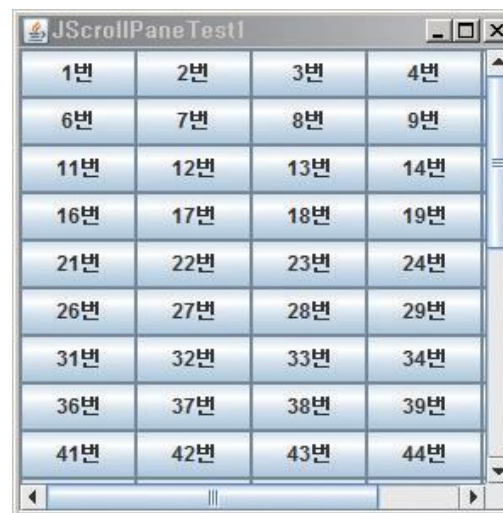 JScrollPaneTest1
1번 2번 3번 4번
6번 7번 8번 9번
11번 12번 13번 14번
16번 17번 18번 19번
21번 22번 23번 24번
26번 27번 28번 29번
31번 32번 33번 34번
36번 37번 38번 39번
41번 42번 43번 44번